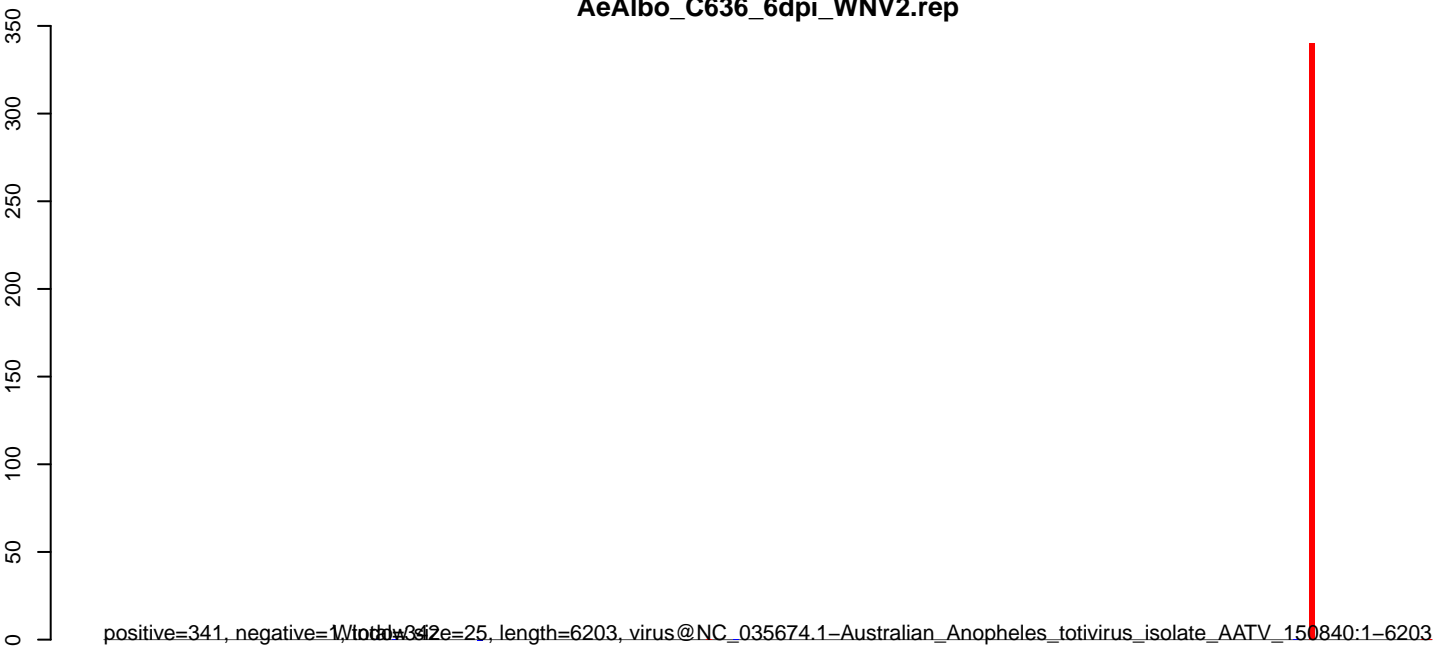 AeAlbo_C636_6dpi_WNV2.rep
350
300
250
200
150
100
50
0
positive=341, negative=1, total=342
Window size=25, length=6203, virus@NC_035674.1−Australian_Anopheles_totivirus_isolate_AATV_150840:1−6203